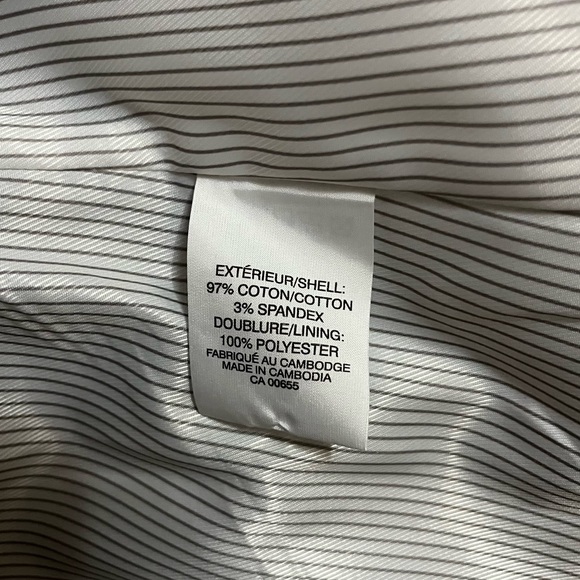 EXTÉRIEUR/SHELL:
97% COTON/COTTON
3% SPANDEX
DOUBLURE/LINING:
100% POLYESTER
FABRIQUÉ AU CAMBODGE
MADE IN CAMBODIA
CA 00655